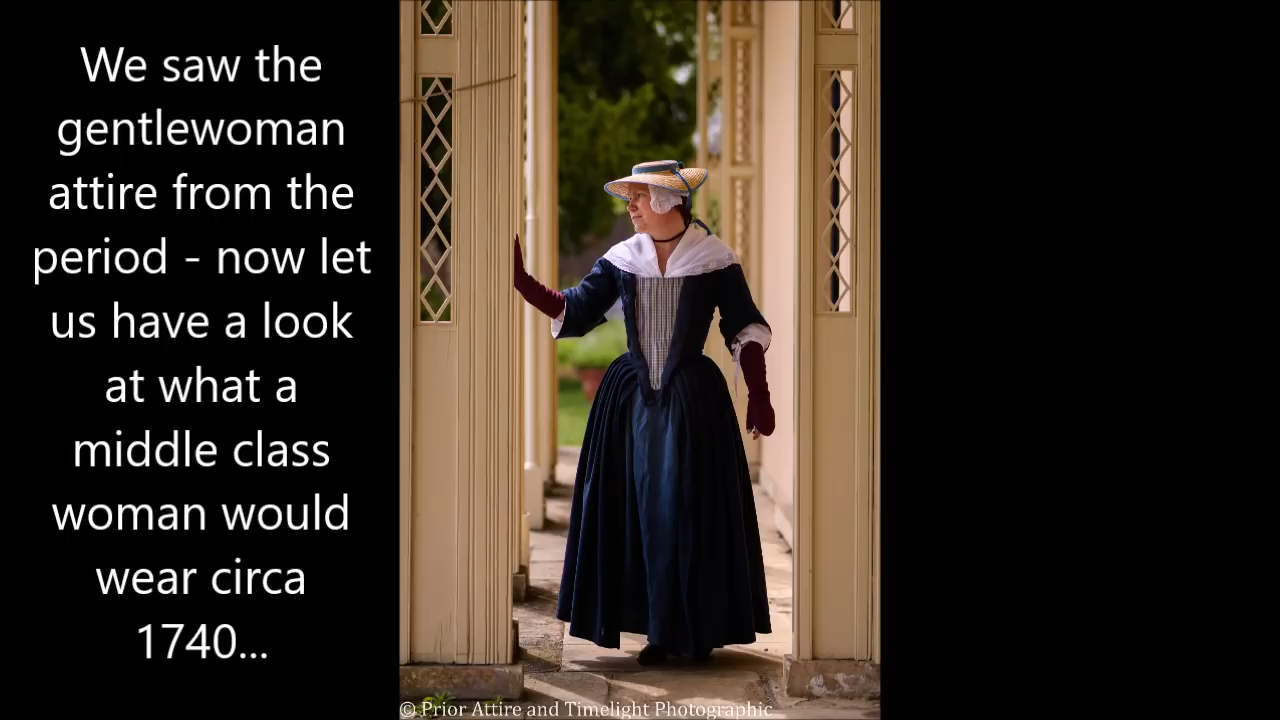 We saw the
gentlewoman
attire from the
period - now let
us have a look
at what a
middle class
woman would
wear circa
1740...
© Prior Attire and Timelight Photographic